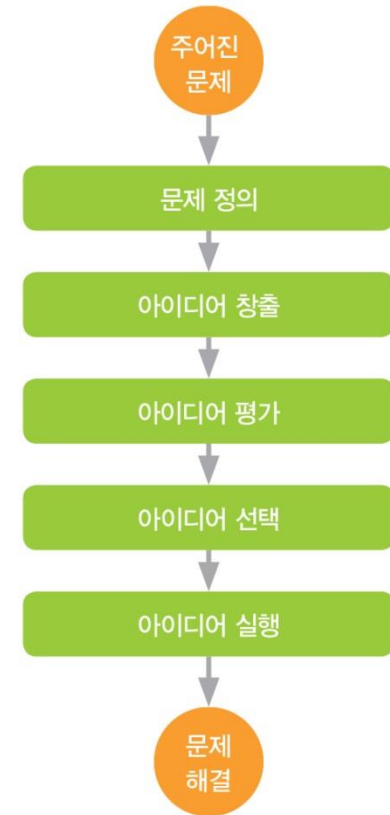 주어진
문제
문제 정의
아이디어 창출
아이디어 평가
아이디어 선택
아이디어 실행
문제
해결